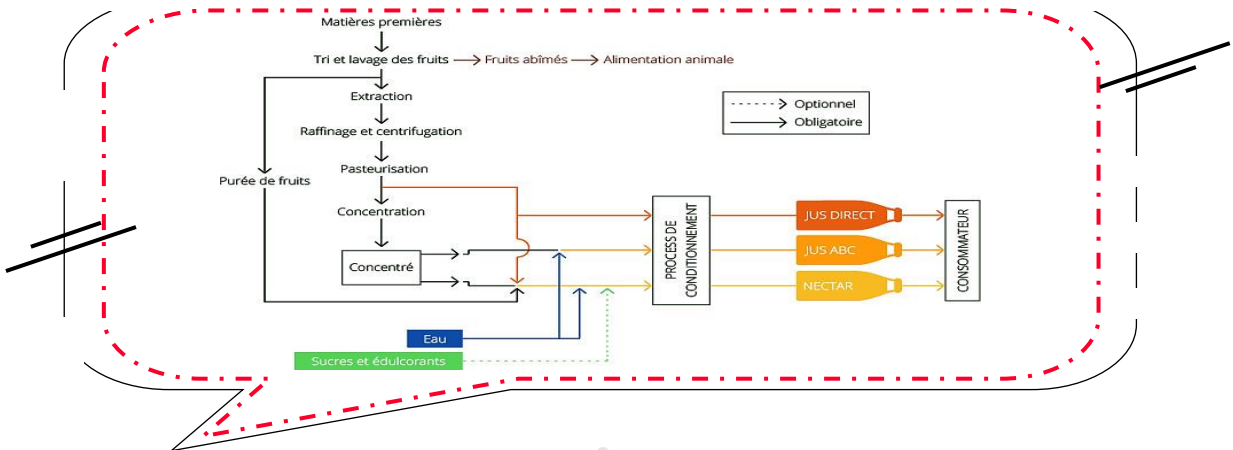 Matières premières
Tri et lavage des fruits
Fruits abîmés
Alimentation animale
Extraction
Optionnel
Obligatoire
Raffinage et centrifugation
Pasteurisation
Purée de fruits
Concentration
Concentré
PROCESS DE
CONDITIONNEMENT
JUS DIRECT
JUS ABC
NECTAR
CONSOMMATEUR
Eau
Sucres et édulcorants